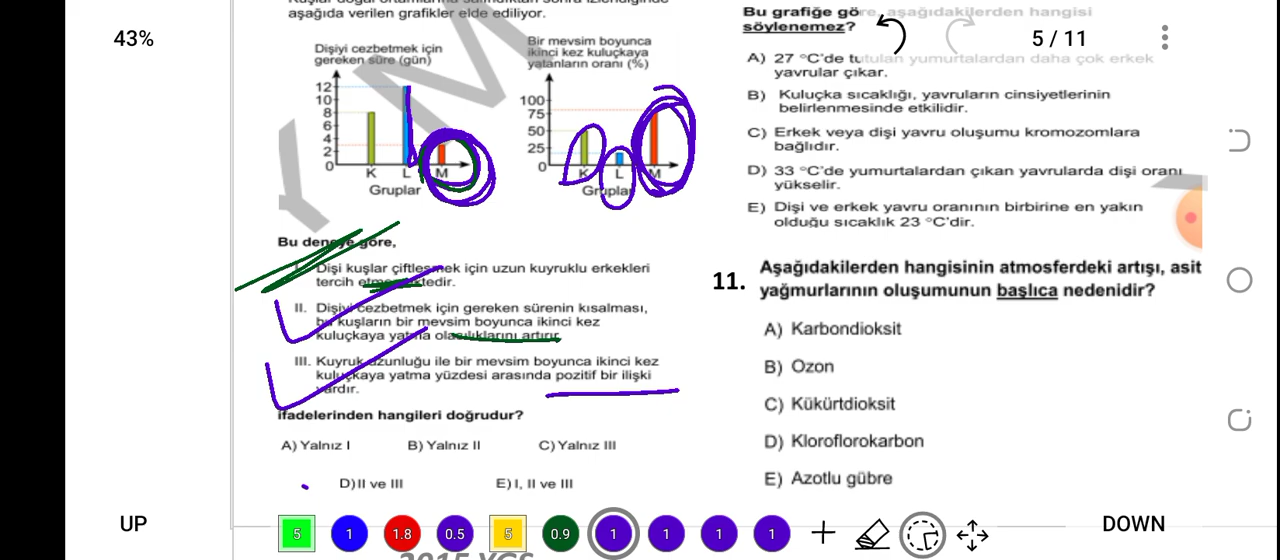 43%
aşağıda verilen grafikler elde ediliyor.
Dişiyi cezbetmek için
gereken süre (gün)
12
10
8
6
4
2
0
K L M
Gruplar
Bir mevsim boyunca
ikinci kez kuluçkaya
yatanların oranı (%)
100
75
50
25
0
K L M
Gruplar
Bu deneye göre,
I. Dişi kuşlar çiftleşmek için uzun kuyruklu erkekleri
tercih etmektedir.
II. Dişiyi cezbetmek için gereken sürenin kısalması,
bu kuşların bir mevsim boyunca ikinci kez
kuluçkaya yatma olasılıklarını artırır.
III. Kuyruk uzunluğu ile bir mevsim boyunca ikinci kez
kuluçkaya yatma yüzdesi arasında pozitif bir ilişki
vardır.
ifadelerinden hangileri doğrudur?
A) Yalnız I B) Yalnız II C) Yalnız III
D) II ve III E) I, II ve III
Bu grafiğe göre, aşağıdakilerden hangisi
söylenemez?
5 / 11
A) 27 °C'de tutulan yumurtalardan daha çok erkek
yavrular çıkar.
B) Kuluçka sıcaklığı, yavruların cinsiyetlerinin
belirlenmesinde etkilidir.
C) Erkek veya dişi yavru oluşumu kromozomlara
bağlıdır.
D) 33 °C'de yumurtalardan çıkan yavrularda dişi oranı
yükselir.
E) Dişi ve erkek yavru oranının birbirine en yakın
olduğu sıcaklık 23 °C'dir.
11. Aşağıdakilerden hangisinin atmosferdeki artışı, asit
yağmurlarının oluşumunun başlıca nedenidir?
A) Karbondioksit
B) Ozon
C) Kükürtdioksit
D) Kloroflorokarbon
E) Azotlu gübre
UP
5 1 1.8 0.5 5 0.9 1 1 1 1
DOWN
2015 YGS